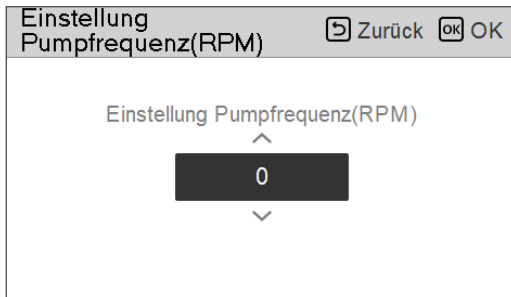 Einstellung
Pumpfrequenz(RPM)
Zurück OK OK
Einstellung Pumpfrequenz(RPM)
0